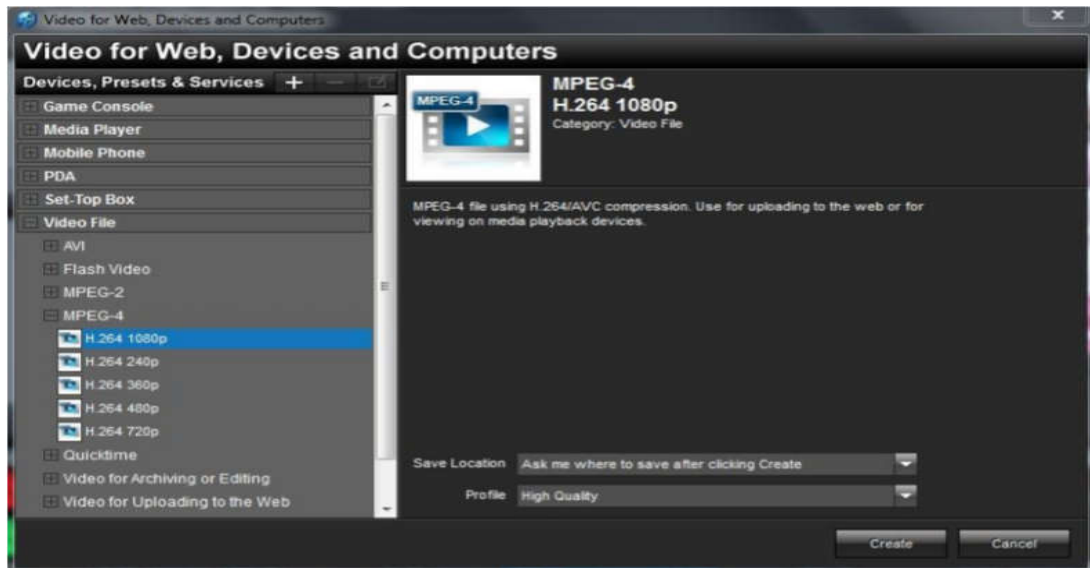 Video for Web, Devices and Computers
Video for Web, Devices and Computers
Devices, Presets & Services + −
Game Console
Media Player
Mobile Phone
PDA
Set-Top Box
Video File
AVI
Flash Video
MPEG-2
MPEG-4
H.264 1080p
H.264 240p
H.264 360p
H.264 480p
H.264 720p
Quicktime
Video for Archiving or Editing
Video for Uploading to the Web
MPEG-4
MPEG-4
H.264 1080p
Category: Video File
MPEG-4 file using H.264/AVC compression. Use for uploading to the web or for
viewing on media playback devices.
Save Location Ask me where to save after clicking Create
Profile High Quality
Create Cancel